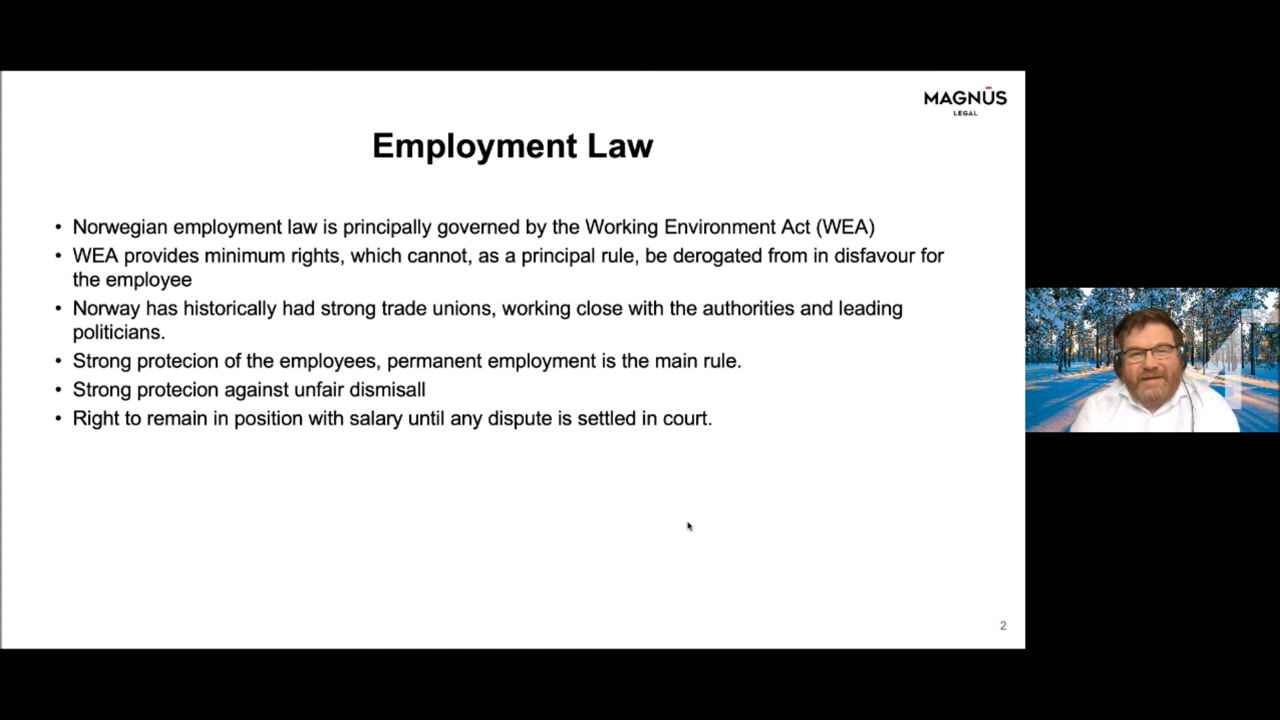 MAGNŪS
LEGAL
Employment Law
• Norwegian employment law is principally governed by the Working Environment Act (WEA)
• WEA provides minimum rights, which cannot, as a principal rule, be derogated from in disfavour for
the employee
• Norway has historically had strong trade unions, working close with the authorities and leading
politicians.
• Strong protecion of the employees, permanent employment is the main rule.
• Strong protecion against unfair dismisall
• Right to remain in position with salary until any dispute is settled in court.
2